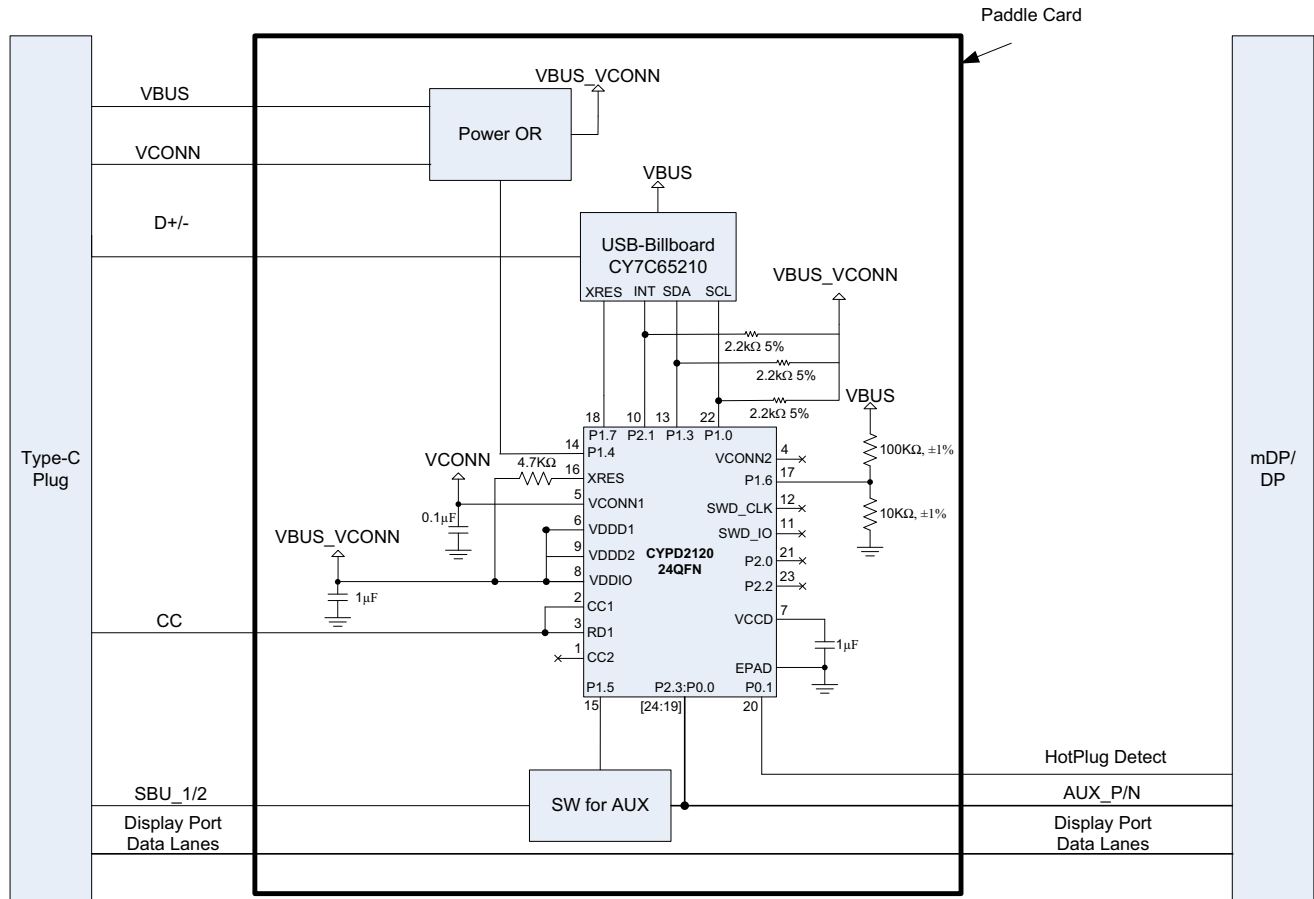 Paddle Card
VBUS
VCONN
D+/-
Power OR
VBUS_VCONN
VBUS
USB-Billboard
CY7C65210
XRES INT SDA SCL
VBUS_VCONN
2.2kΩ 5%
2.2kΩ 5%
2.2kΩ 5%
18 10 13 22
P1.7 P2.1 P1.3 P1.0
VBUS
100KΩ, ±1%
10KΩ, ±1%
Type-C
Plug
mDP/
DP
14 P1.4
4.7KΩ
16 XRES
VCONN
5 VCONN1
0.1µF
6 VDDD1
VBUS_VCONN
9 VDDD2
8 VDDIO
1µF
2 CC1
CC
3 RD1
1 CC2
CYPD2120
24QFN
VCONN2 4
P1.6 17
SWD_CLK 12
SWD_IO 11
P2.0 21
P2.2 23
VCCD 7
1µF
EPAD
P1.5 P2.3:P0.0 P0.1
15 [24:19] 20
HotPlug Detect
SBU_1/2
SW for AUX
AUX_P/N
Display Port
Data Lanes
Display Port
Data Lanes